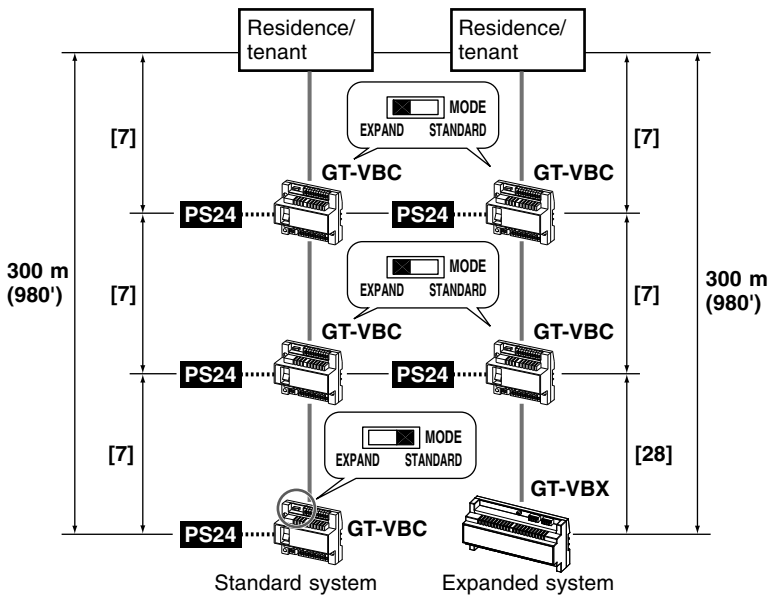 Residence/
tenant
Residence/
tenant
[7]
MODE
EXPAND STANDARD
[7]
GT-VBC
GT-VBC
PS24
PS24
300 m
(980')
[7]
MODE
EXPAND STANDARD
[7]
300 m
(980')
GT-VBC
GT-VBC
PS24
PS24
[7]
MODE
EXPAND STANDARD
[28]
GT-VBX
PS24
GT-VBC
Standard system
Expanded system